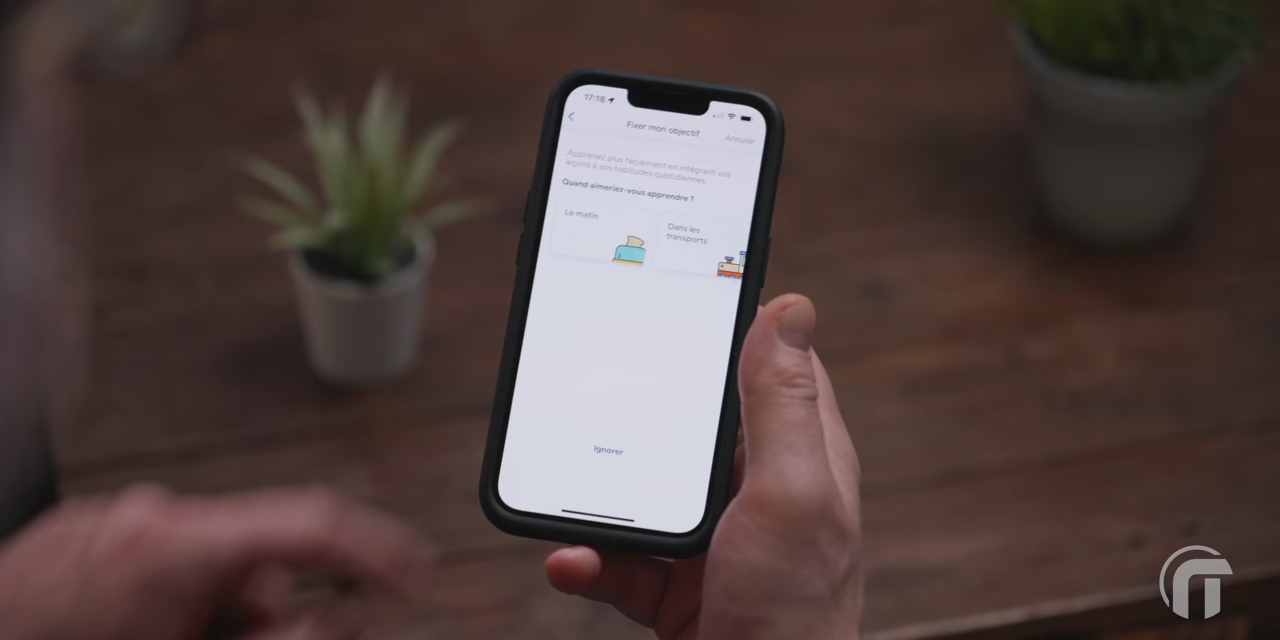 17:18
Fixer mon objectif
Annuler
Apprenez plus facilement en intégrant vos
leçons à vos habitudes quotidiennes.
Quand aimeriez-vous apprendre ?
Le matin
Dans les
transports
Ignorer